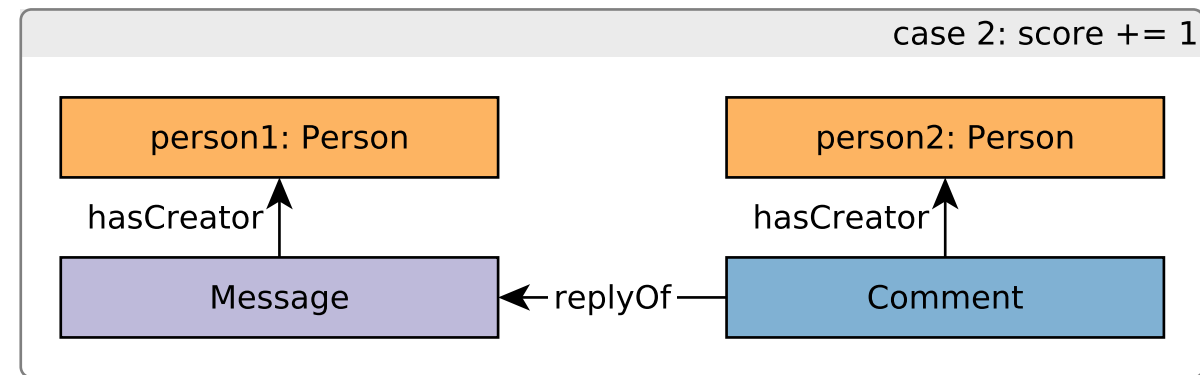 case 2: score += 1
person1: Person
person2: Person
hasCreator
hasCreator
Message
replyOf
Comment